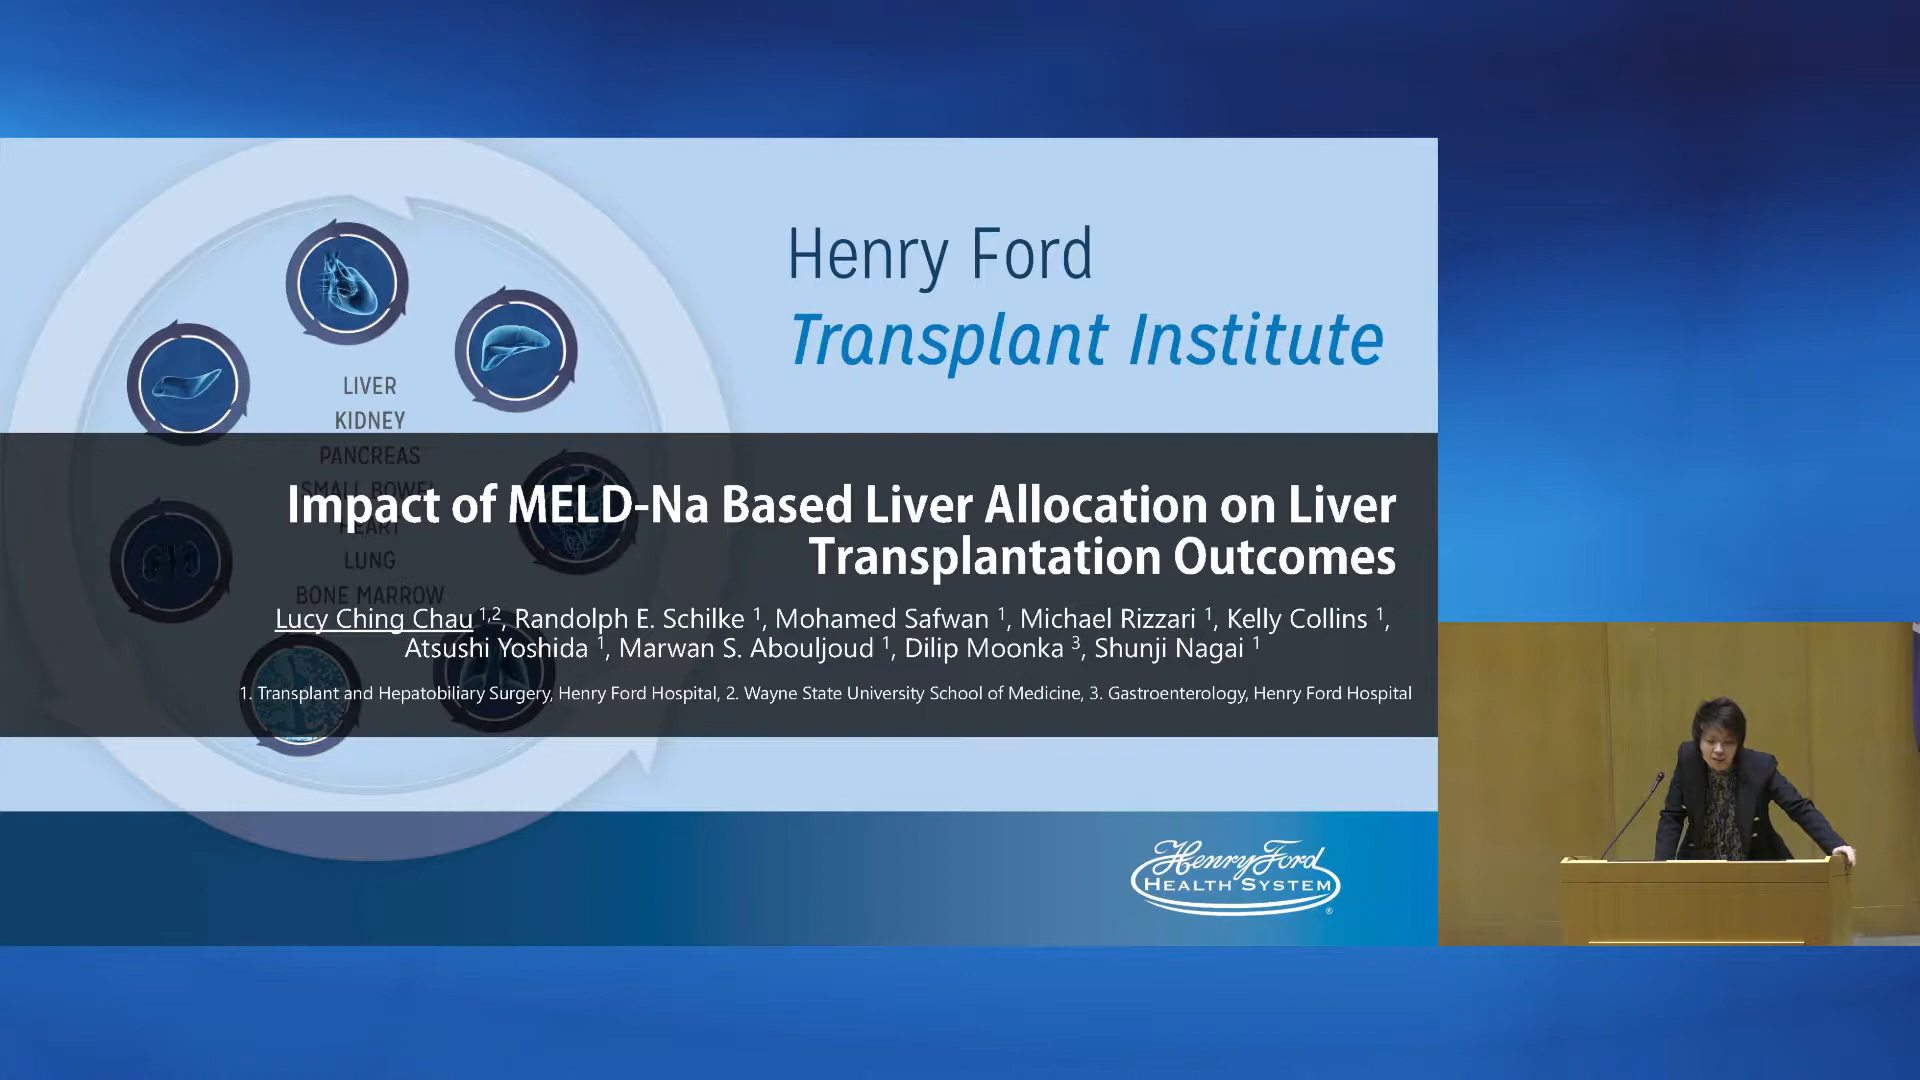 Henry Ford
Transplant Institute
LIVER
KIDNEY
PANCREAS
SMALL BOWEL
HEART
LUNG
BONE MARROW
Impact of MELD-Na Based Liver Allocation on Liver
Transplantation Outcomes
Lucy Ching Chau 1,2, Randolph E. Schilke 1, Mohamed Safwan 1, Michael Rizzari 1, Kelly Collins 1,
Atsushi Yoshida 1, Marwan S. Abouljoud 1, Dilip Moonka 3, Shunji Nagai 1
1. Transplant and Hepatobiliary Surgery, Henry Ford Hospital, 2. Wayne State University School of Medicine, 3. Gastroenterology, Henry Ford Hospital
Henry Ford
HEALTH SYSTEM
®